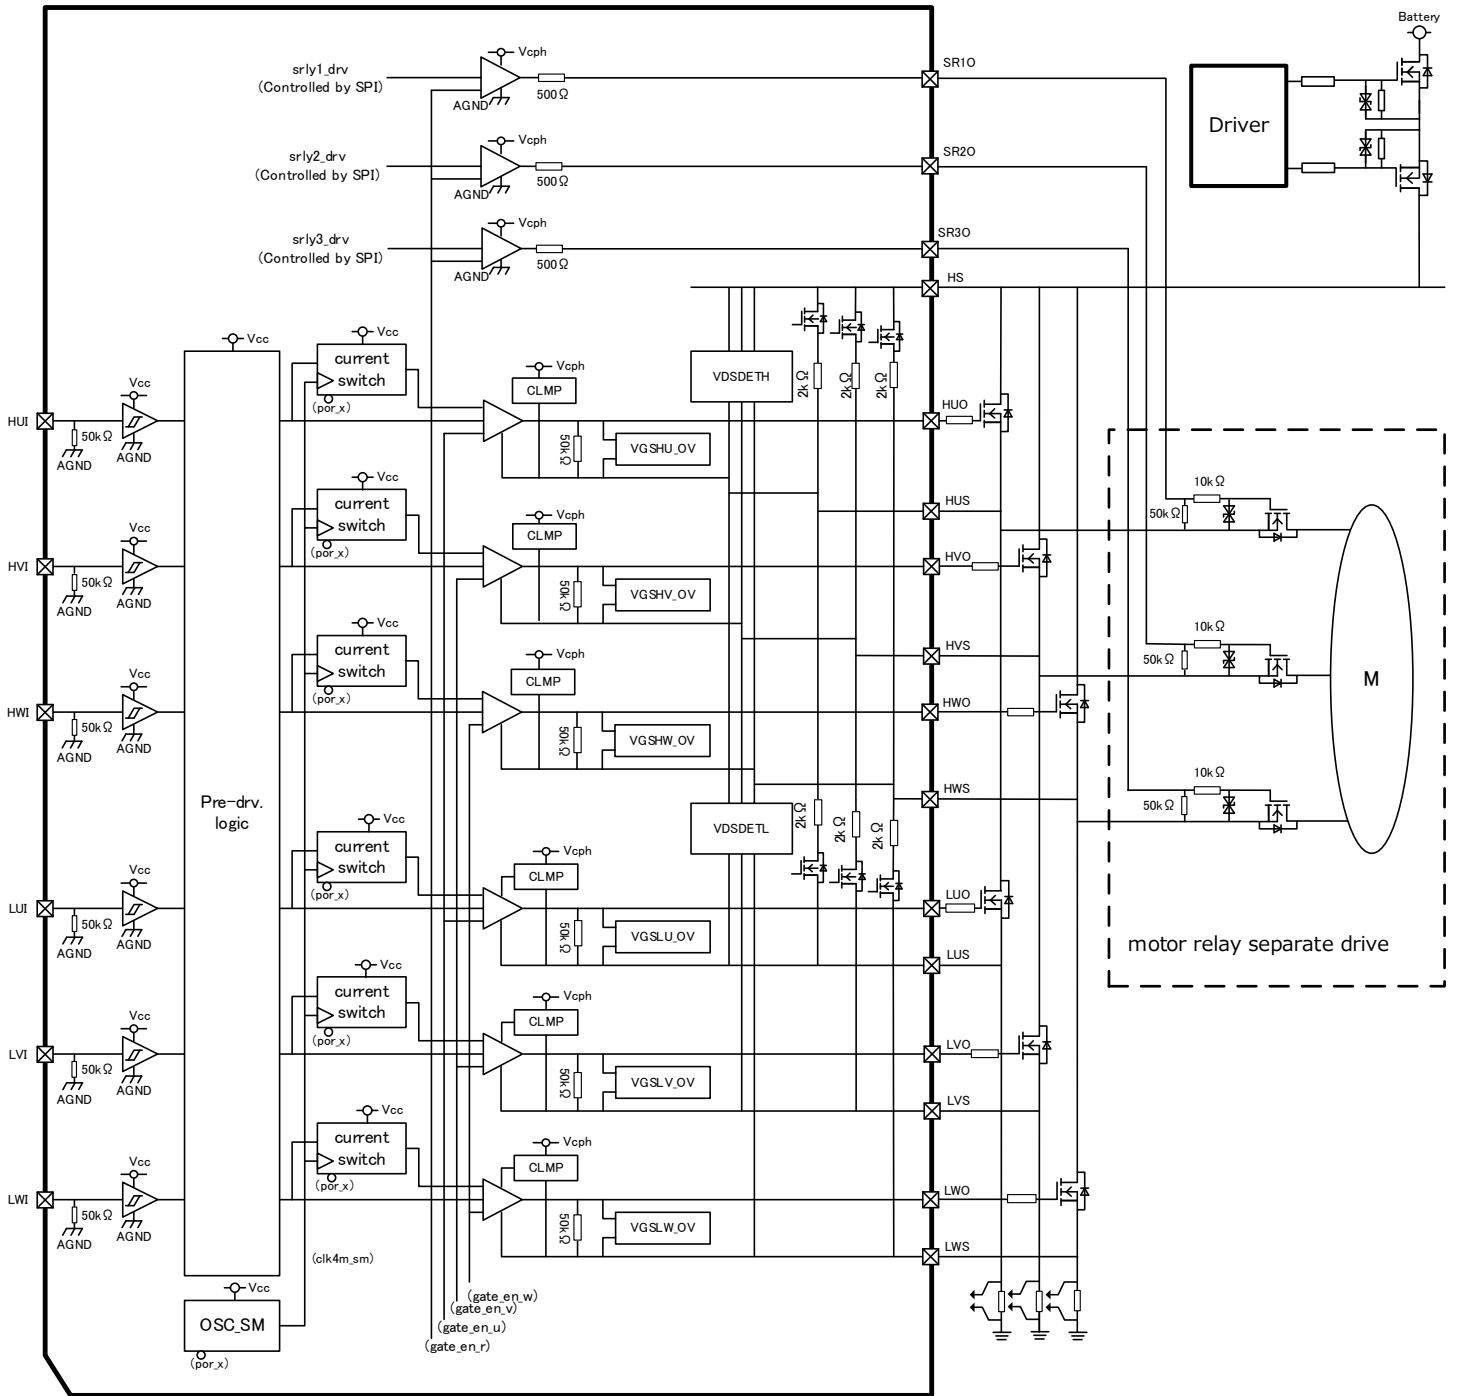 Battery
Vcph
SR1O
srly1_drv
(Controlled by SPI)
AGND
500Ω
Driver
Vcph
SR2O
srly2_drv
(Controlled by SPI)
AGND
500Ω
Vcph
SR3O
srly3_drv
(Controlled by SPI)
AGND
500Ω
HS
Vcc
Vcc
current
switch
(por_x)
Vcph
CLMP
VDSDETH
2kΩ
2kΩ
2kΩ
Vcc
HUI
50kΩ
AGND
AGND
50kΩ
VGSHU_OV
HUO
HUS
Vcc
current
switch
(por_x)
Vcph
CLMP
Vcc
HVI
50kΩ
AGND
AGND
50kΩ
VGSHV_OV
HVO
HVS
10kΩ
50kΩ
10kΩ
50kΩ
M
10kΩ
50kΩ
motor relay separate drive
Vcc
current
switch
(por_x)
Vcph
CLMP
Vcc
HWI
50kΩ
AGND
AGND
50kΩ
VGSHW_OV
HWO
HWS
Pre-drv.
logic
VDSDETL
2kΩ
2kΩ
2kΩ
Vcc
current
switch
(por_x)
Vcph
CLMP
Vcc
LUI
50kΩ
AGND
AGND
50kΩ
VGSLU_OV
LUO
LUS
Vcc
current
switch
(por_x)
Vcph
CLMP
Vcc
LVI
50kΩ
AGND
AGND
50kΩ
VGSLV_OV
LVO
LVS
Vcc
current
switch
(por_x)
Vcph
CLMP
Vcc
LWI
50kΩ
AGND
AGND
50kΩ
VGSLW_OV
LWO
LWS
(clk4m_sm)
Vcc
OSC_SM
(por_x)
(gate_en_w)
(gate_en_v)
(gate_en_u)
(gate_en_r)